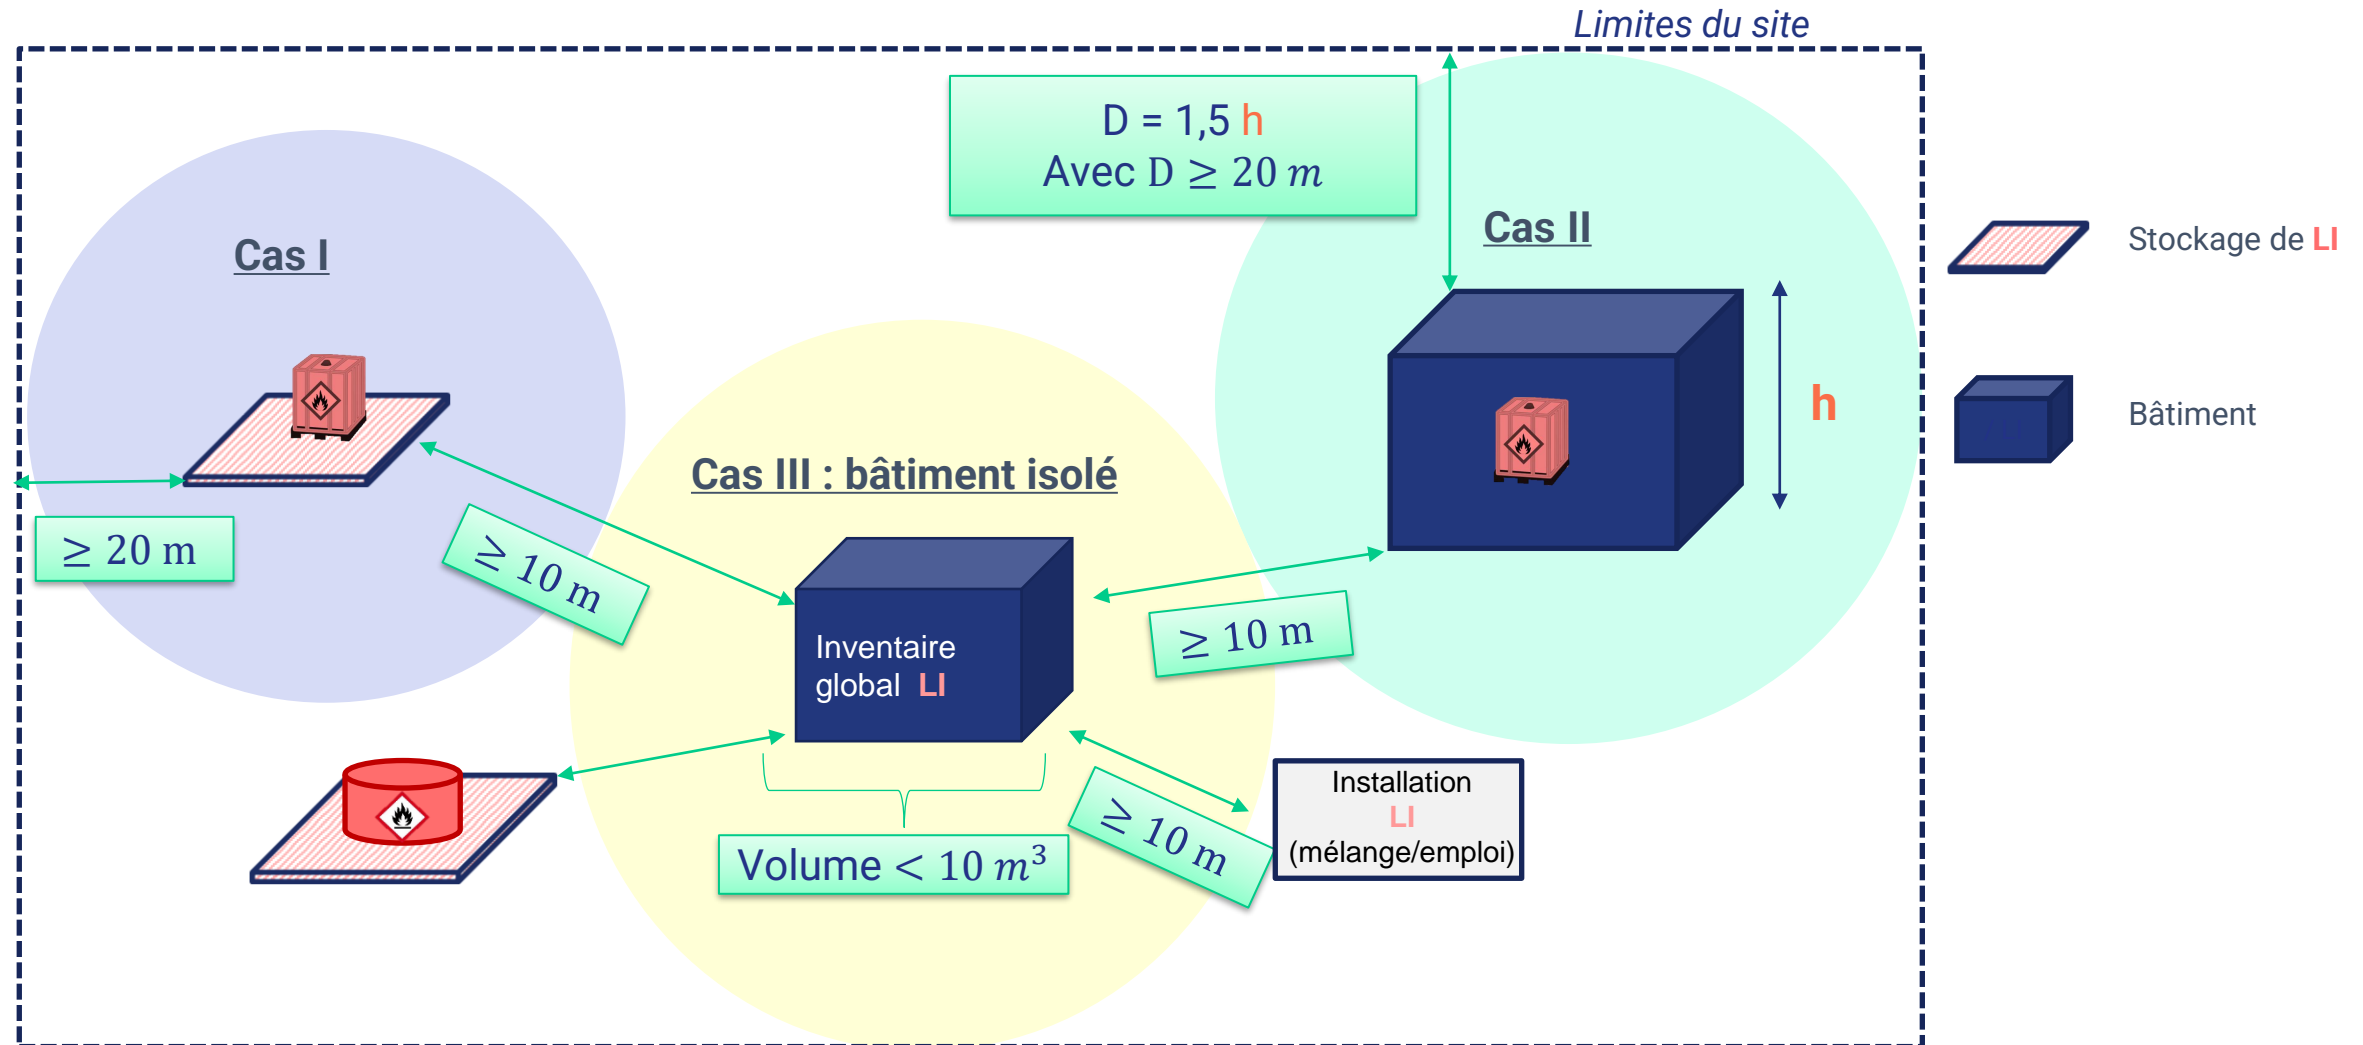 Limites du site
D = 1,5 h
Avec D ≥ 20 m
Cas I
Cas II
Stockage de LI
h
Bâtiment
Cas III : bâtiment isolé
≥ 20 m
≥ 10 m
≥ 10 m
Inventaire
global LI
Installation
LI
(mélange/emploi)
≥ 10 m
Volume < 10 m³